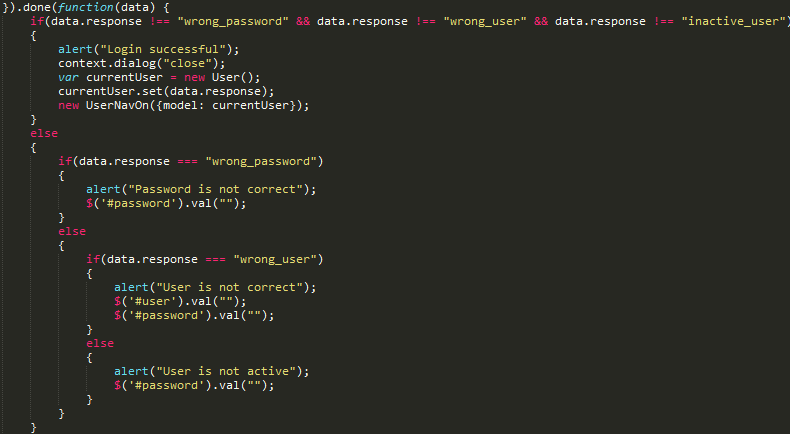 }).done(function(data) {
if(data.response !== "wrong_password" && data.response !== "wrong_user" && data.response !== "inactive_user")
{
alert("Login successful");
context.dialog("close");
var currentUser = new User();
currentUser.set(data.response);
new UserNavOn({model: currentUser});
}
else
{
if(data.response === "wrong_password")
{
alert("Password is not correct");
$('#password').val("");
}
else
{
if(data.response === "wrong_user")
{
alert("User is not correct");
$('#user').val("");
$('#password').val("");
}
else
{
alert("User is not active");
$('#password').val("");
}
}
}